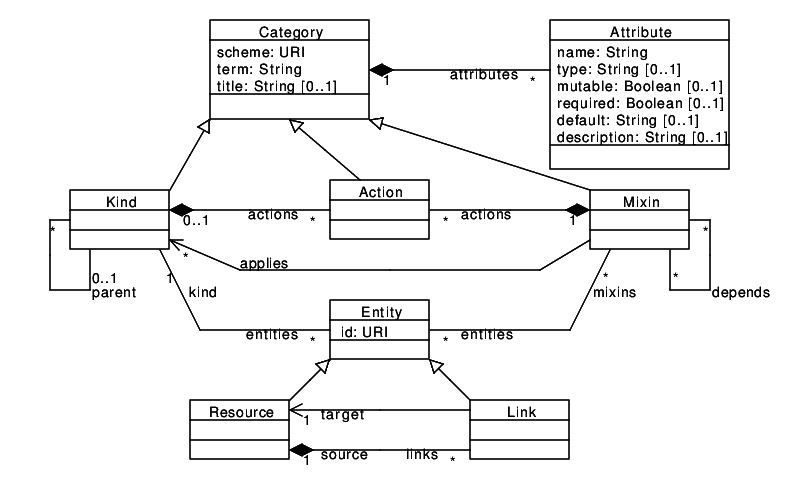 Category
scheme: URI
term: String
title: String [0..1]
Attribute
name: String
type: String [0..1]
mutable: Boolean [0..1]
required: Boolean [0..1]
default: String [0..1]
description: String [0..1]
1
attributes *
Kind
Action
Mixin
0..1
actions *
* actions
1
*
*
*
applies
0..1
parent
1
kind
*
mixins
*
depends
Entity
id: URI
entities *
* entities
Resource
Link
1 target
1 source
links *